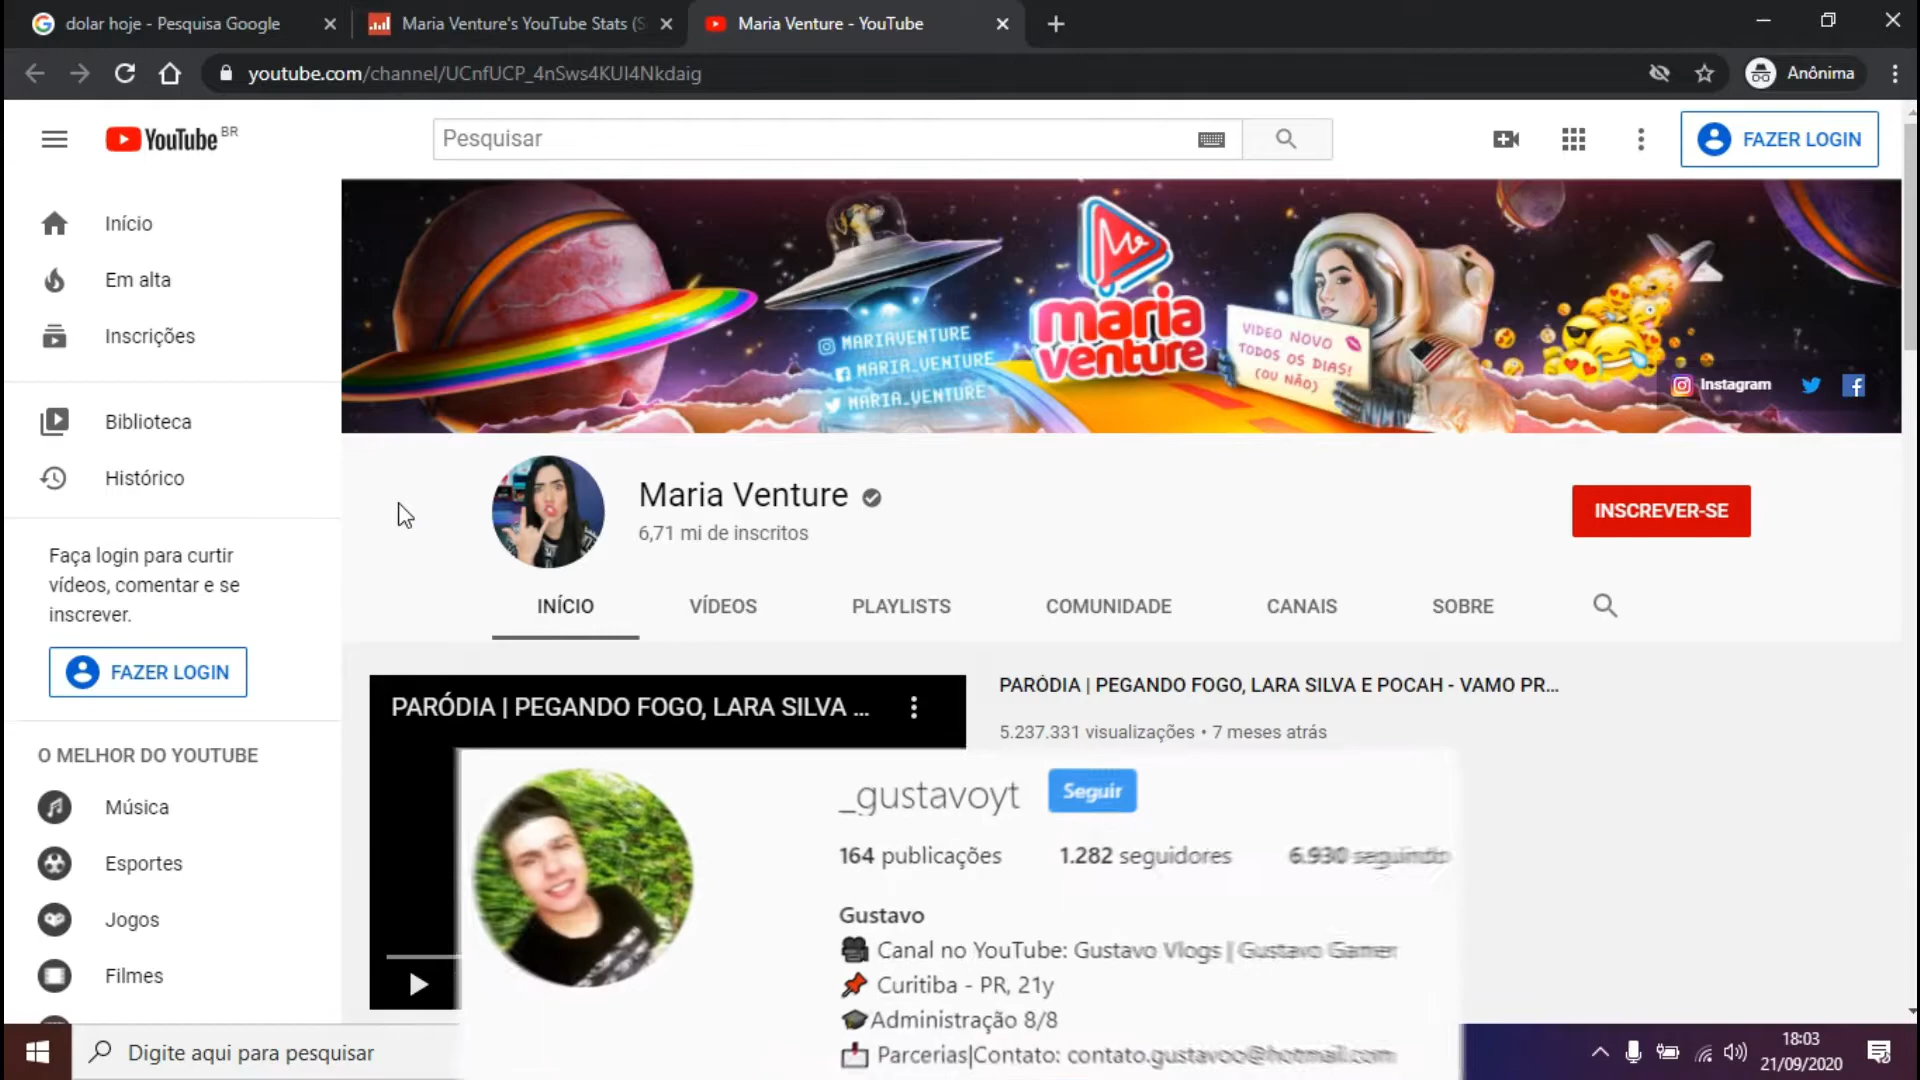 dolar hoje - Pesquisa Google
Maria Venture's YouTube Stats (S
Maria Venture - YouTube
youtube.com/channel/UCnfUCP_4nSws4KUI4Nkdaig
Anônima
YouTube BR
Pesquisar
FAZER LOGIN
Início
Em alta
Inscrições
Biblioteca
Histórico
Faça login para curtir
vídeos, comentar e se
inscrever.
FAZER LOGIN
O MELHOR DO YOUTUBE
Música
Esportes
Jogos
Filmes
MARIAVENTURE
MARIA.VENTURE
MARIA_VENTURE
maria
venture
VIDEO NOVO
TODOS OS DIAS!
(OU NÃO)
Instagram
Maria Venture
6,71 mi de inscritos
INSCREVER-SE
INÍCIO
VÍDEOS
PLAYLISTS
COMUNIDADE
CANAIS
SOBRE
PARÓDIA | PEGANDO FOGO, LARA SILVA ...
PARÓDIA | PEGANDO FOGO, LARA SILVA E POCAH - VAMO PR...
5.237.331 visualizações • 7 meses atrás
_gustavoyt
Seguir
164 publicações
1.282 seguidores
6.930 seguindo
Gustavo
Canal no YouTube: Gustavo Vlogs | Gustavo Gamer
Curitiba - PR, 21y
Administração 8/8
Parcerias|Contato: contato.gustavoo@hotmail.com
Digite aqui para pesquisar
18:03
21/09/2020